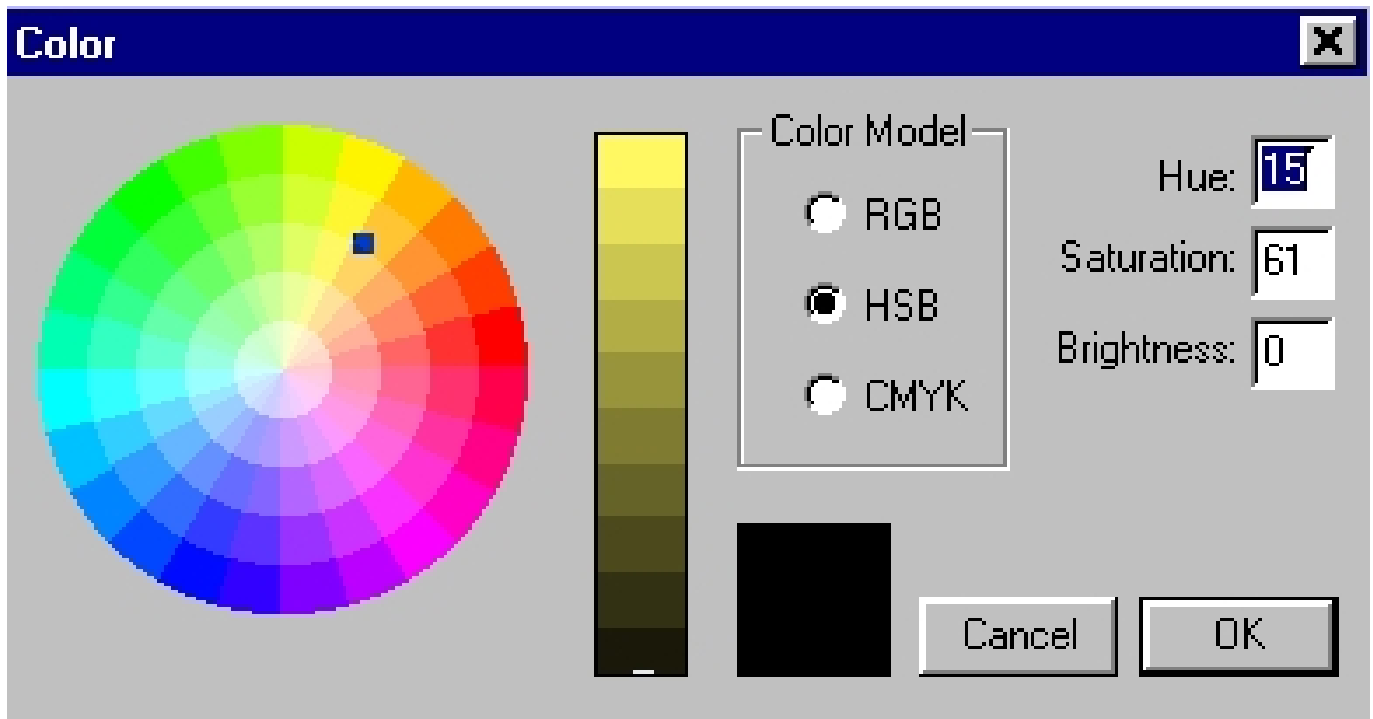 Color
Color Model
RGB
HSB
CMYK
Hue: 15
Saturation: 61
Brightness: 0
Cancel
OK